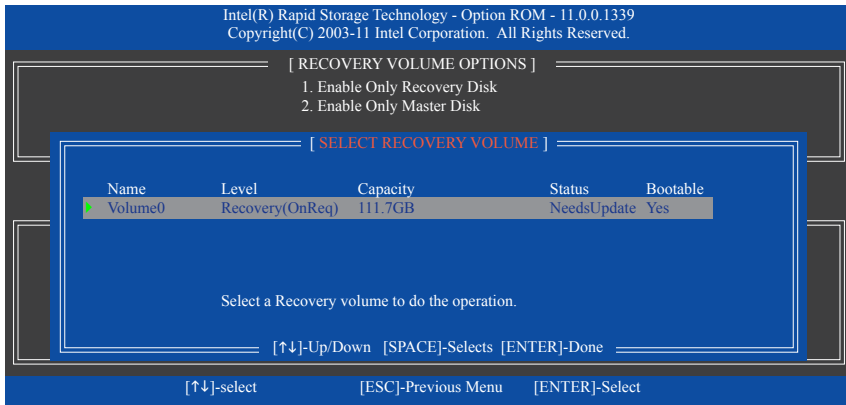 Intel(R) Rapid Storage Technology - Option ROM - 11.0.0.1339
Copyright(C) 2003-11 Intel Corporation. All Rights Reserved.
[ RECOVERY VOLUME OPTIONS ]
1. Enable Only Recovery Disk
2. Enable Only Master Disk
[ SELECT RECOVERY VOLUME ]
Name Level Capacity Status Bootable
Volume0 Recovery(OnReq) 111.7GB NeedsUpdate Yes
Select a Recovery volume to do the operation.
[↑↓]-Up/Down [SPACE]-Selects [ENTER]-Done
[↑↓]-select [ESC]-Previous Menu [ENTER]-Select